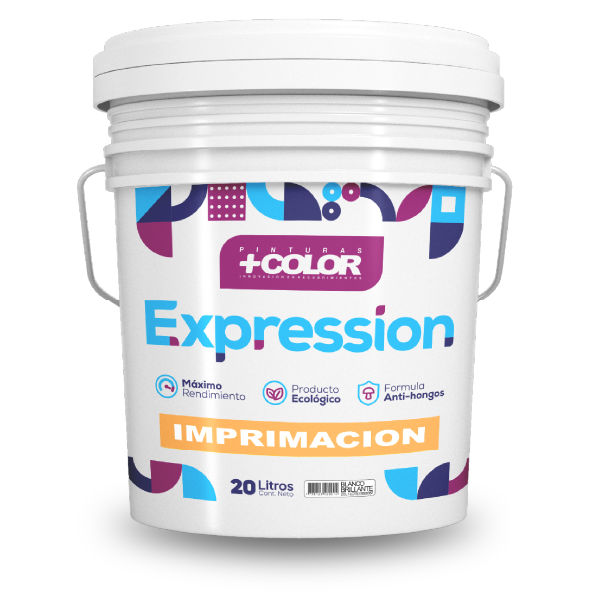 PINTURAS
+COLOR
Expression
Máximo
Rendimiento
Producto
Ecológico
Formula
Anti-hongos
IMPRIMACION
20 Litros
Cont. Neto
BLANCO
BRILLANTE